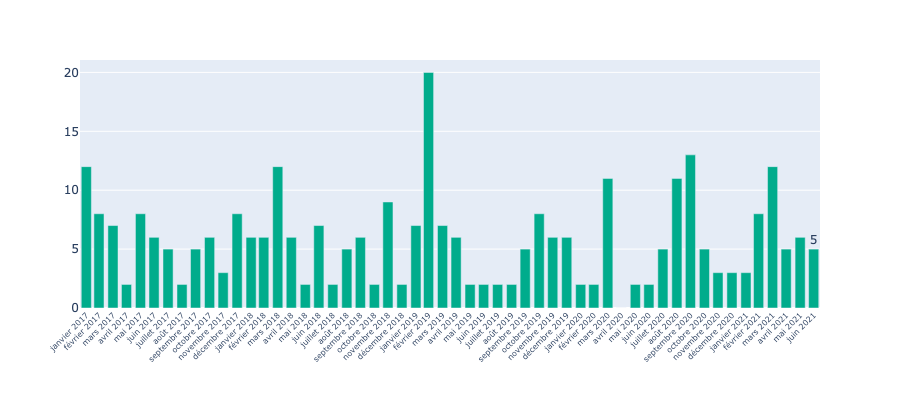 20
15
10
5
0
5
janvier 2017
février 2017
mars 2017
avril 2017
mai 2017
juin 2017
juillet 2017
août 2017
septembre 2017
octobre 2017
novembre 2017
décembre 2017
janvier 2018
février 2018
mars 2018
avril 2018
mai 2018
juin 2018
juillet 2018
août 2018
septembre 2018
octobre 2018
novembre 2018
décembre 2018
janvier 2019
février 2019
mars 2019
avril 2019
mai 2019
juin 2019
juillet 2019
août 2019
septembre 2019
octobre 2019
novembre 2019
décembre 2019
janvier 2020
février 2020
mars 2020
avril 2020
mai 2020
juin 2020
juillet 2020
août 2020
septembre 2020
octobre 2020
novembre 2020
décembre 2020
janvier 2021
février 2021
mars 2021
avril 2021
mai 2021
juin 2021